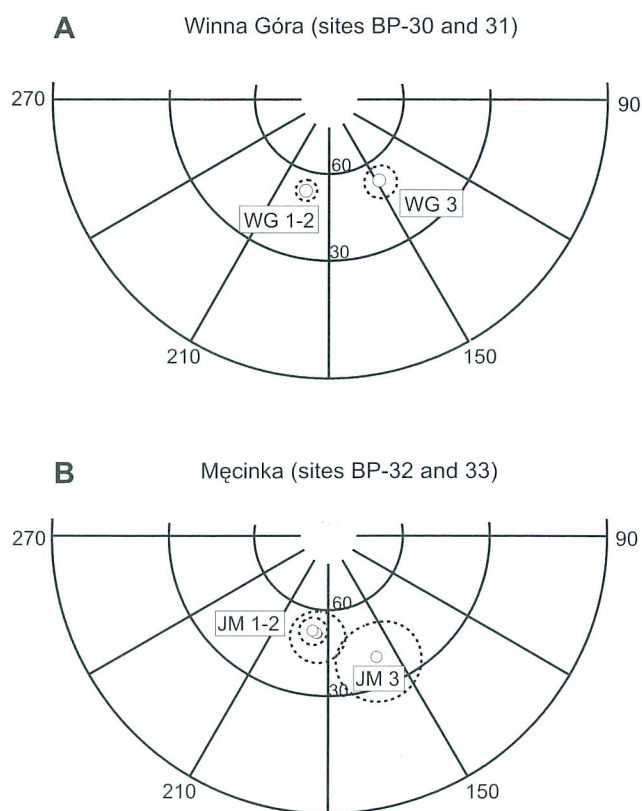 A Winna Góra (sites BP-30 and 31)
270
90
60
WG 1-2
WG 3
30
210
150
B Męcinka (sites BP-32 and 33)
270
90
60
JM 1-2
JM 3
30
210
150